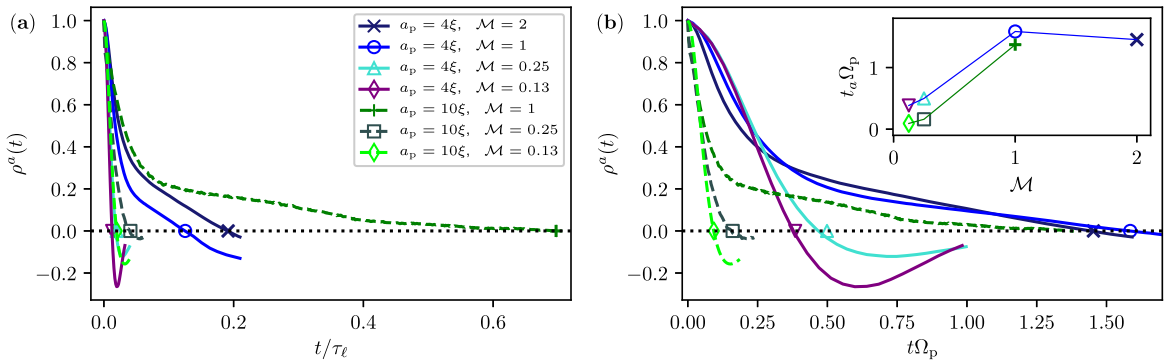 (a)
1.0
0.8
0.6
0.4
0.2
0.0
−0.2
ρᵃ(t)
0.0 0.2 0.4 0.6
t/τ_ℓ
a_p = 4ξ, ℳ = 2
a_p = 4ξ, ℳ = 1
a_p = 4ξ, ℳ = 0.25
a_p = 4ξ, ℳ = 0.13
a_p = 10ξ, ℳ = 1
a_p = 10ξ, ℳ = 0.25
a_p = 10ξ, ℳ = 0.13
(b)
1.0
0.8
0.6
0.4
0.2
0.0
−0.2
ρᵃ(t)
0.00 0.25 0.50 0.75 1.00 1.25 1.50
tΩ_p
1
0
t_aΩ_p
0 1 2
ℳ